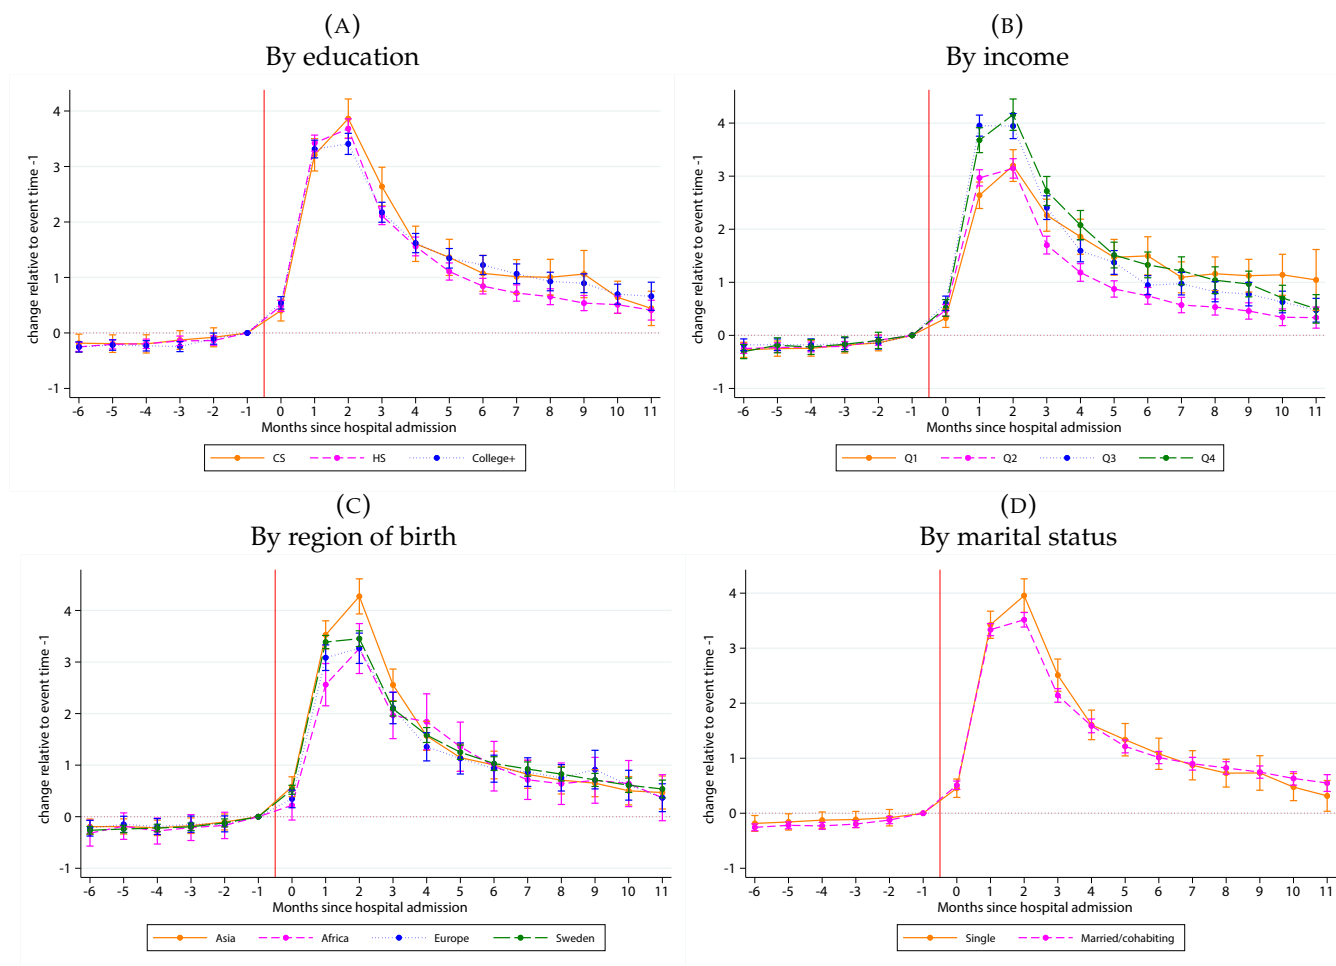 (A)
By education
change relative to event time -1
4
3
2
1
0
-1
-6 -5 -4 -3 -2 -1 0 1 2 3 4 5 6 7 8 9 10 11
Months since hospital admission
CS HS College+
(B)
By income
change relative to event time -1
4
3
2
1
0
-1
-6 -5 -4 -3 -2 -1 0 1 2 3 4 5 6 7 8 9 10 11
Months since hospital admission
Q1 Q2 Q3 Q4
(C)
By region of birth
change relative to event time -1
4
3
2
1
0
-1
-6 -5 -4 -3 -2 -1 0 1 2 3 4 5 6 7 8 9 10 11
Months since hospital admission
Asia Africa Europe Sweden
(D)
By marital status
change relative to event time -1
4
3
2
1
0
-1
-6 -5 -4 -3 -2 -1 0 1 2 3 4 5 6 7 8 9 10 11
Months since hospital admission
Single Married/cohabiting